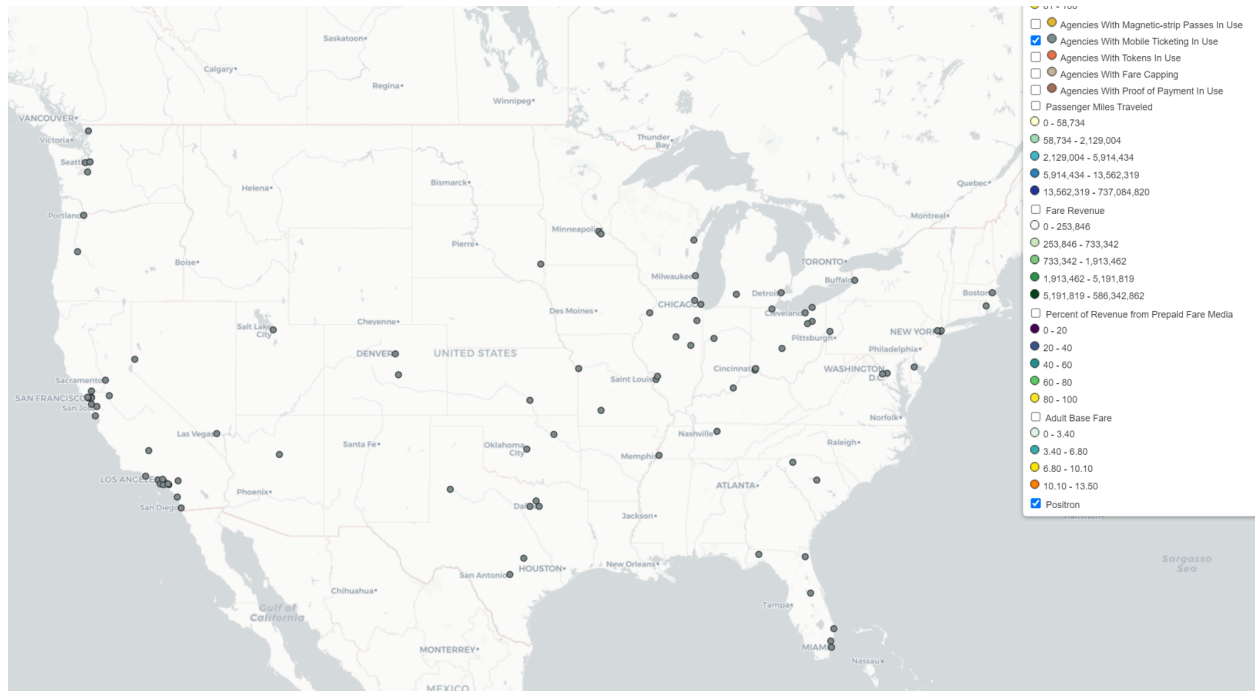 81 - 100
Agencies With Magnetic-strip Passes In Use
Agencies With Mobile Ticketing In Use
Agencies With Tokens In Use
Agencies With Fare Capping
Agencies With Proof of Payment In Use
Passenger Miles Traveled
0 - 58,734
58,734 - 2,129,004
2,129,004 - 5,914,434
5,914,434 - 13,562,319
13,562,319 - 737,084,820
Fare Revenue
0 - 253,846
253,846 - 733,342
733,342 - 1,913,462
1,913,462 - 5,191,819
5,191,819 - 586,342,862
Percent of Revenue from Prepaid Fare Media
0 - 20
20 - 40
40 - 60
60 - 80
80 - 100
Adult Base Fare
0 - 3.40
3.40 - 6.80
6.80 - 10.10
10.10 - 13.50
Positron
Saskatoon
Calgary
Regina
Winnipeg
VANCOUVER
Victoria
Thunder
Bay
Seatt
Quebec
Helena
Bismarck
Montreal
Portland
Minneapolis
Pierre
Boise
TORONTO
Milwaukee
Buffalo
Detroit
Boston
CHICAGO
Cleveland
Des Moines
Salt Lake
City
Cheyenne
NEW YORK
Pittsburgh
Philadelphia
DENVER
UNITED STATES
Sacramento
Cincinnati
WASHINGTON
D.C.
Saint Louis
SAN FRANCISCO
San Jos
Norfolk
Las Vegas
Nashville
Santa Fe
Oklahoma
City
Raleigh
Memphis
LOS ANGELE
ATLANTA
Phoenix
San Diego
Dallas
Jackson
New Orleans
HOUSTON
San Antonio
Sargasso
Sea
Chihuahua
Gulf of
California
Tampa
MIAMI
MONTERREY
Nassau
MEXICO